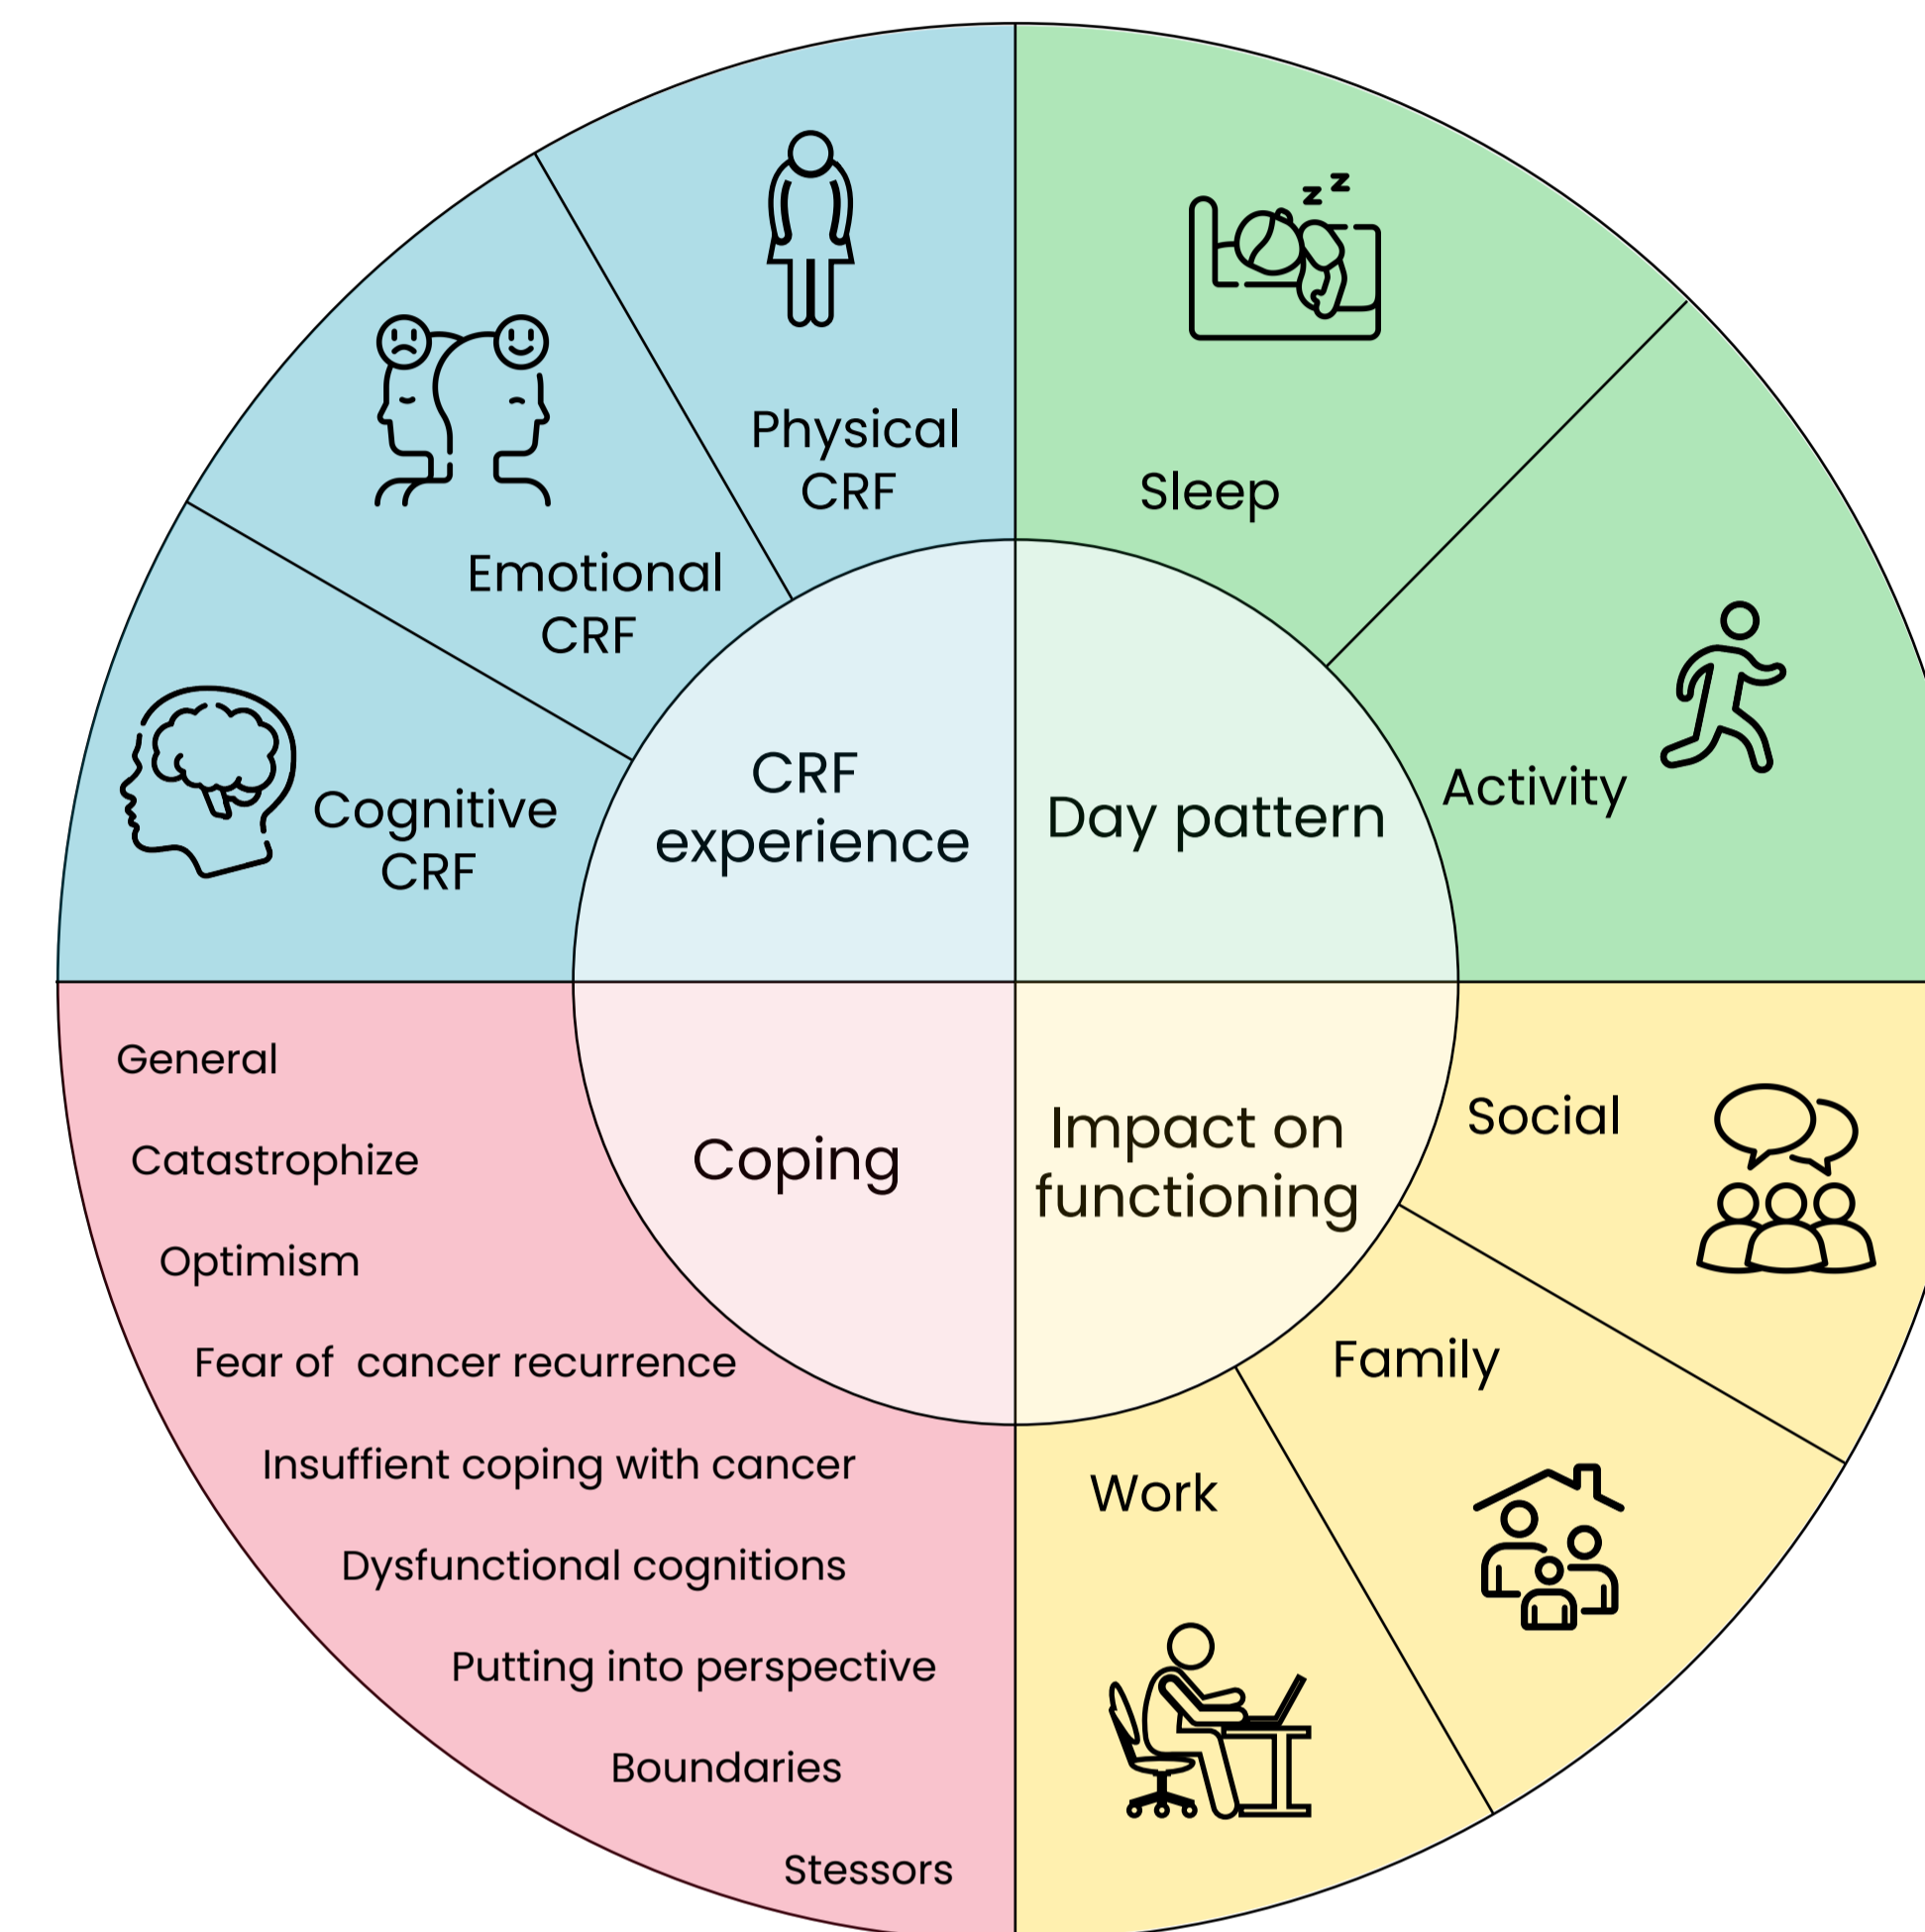 Physical
CRF
Emotional
CRF
Cognitive
CRF
CRF
experience
z z
Sleep
Activity
Day pattern
General
Catastrophize
Optimism
Fear of  cancer recurrence
Insuffient coping with cancer
Dysfunctional cognitions
Putting into perspective
Boundaries
Stessors
Coping
Impact on
functioning
Social
Family
Work